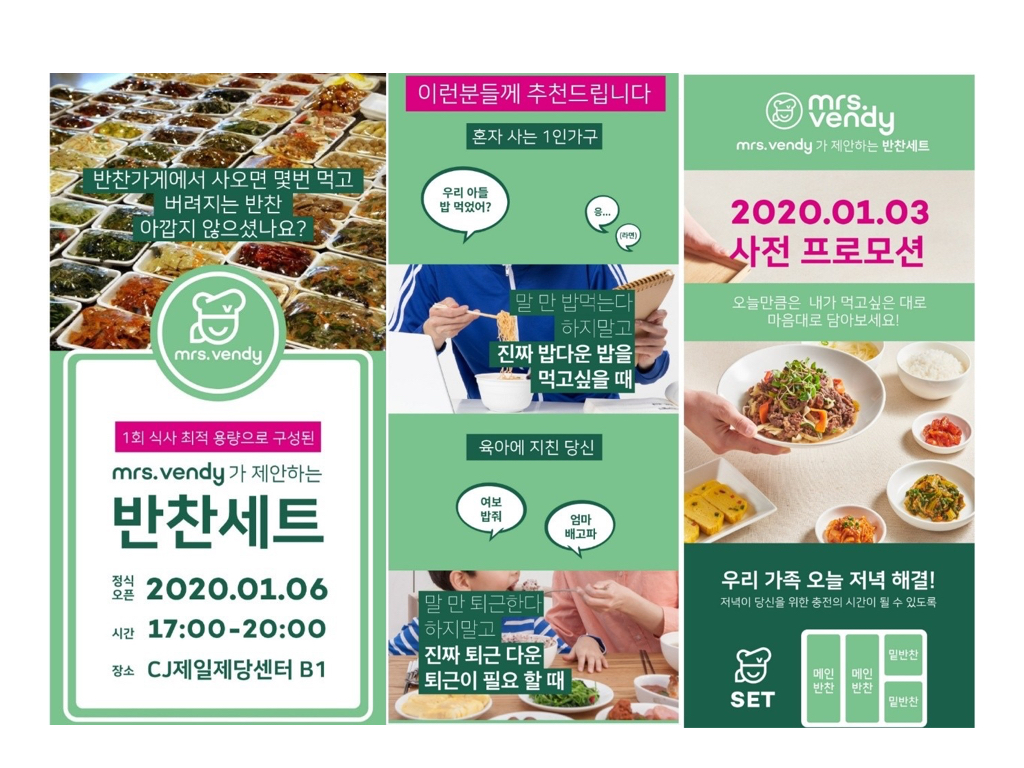 반찬가게에서 사오면 몇번 먹고
버려지는 반찬
아깝지 않으셨나요?
mrs.vendy
1회 식사 최적 용량으로 구성된
mrs.vendy가 제안하는
반찬세트
정식
오픈
2020.01.06
시간 17:00-20:00
장소 CJ제일제당센터 B1
이런분들께 추천드립니다
혼자 사는 1인가구
우리 아들
밥 먹었어?
응...
(라면)
말 만 밥먹는다
하지말고
진짜 밥다운 밥을
먹고싶을 때
육아에 지친 당신
여보
밥줘
엄마
배고파
말 만 퇴근한다
하지말고
진짜 퇴근 다운
퇴근이 필요 할 때
mrs.
vendy
mrs.vendy 가 제안하는 반찬세트
2020.01.03
사전 프로모션
오늘만큼은 내가 먹고싶은 대로
마음대로 담아보세요!
우리 가족 오늘 저녁 해결!
저녁이 당신을 위한 충전의 시간이 될 수 있도록
SET
메인
반찬
메인
반찬
밑반찬
밑반찬